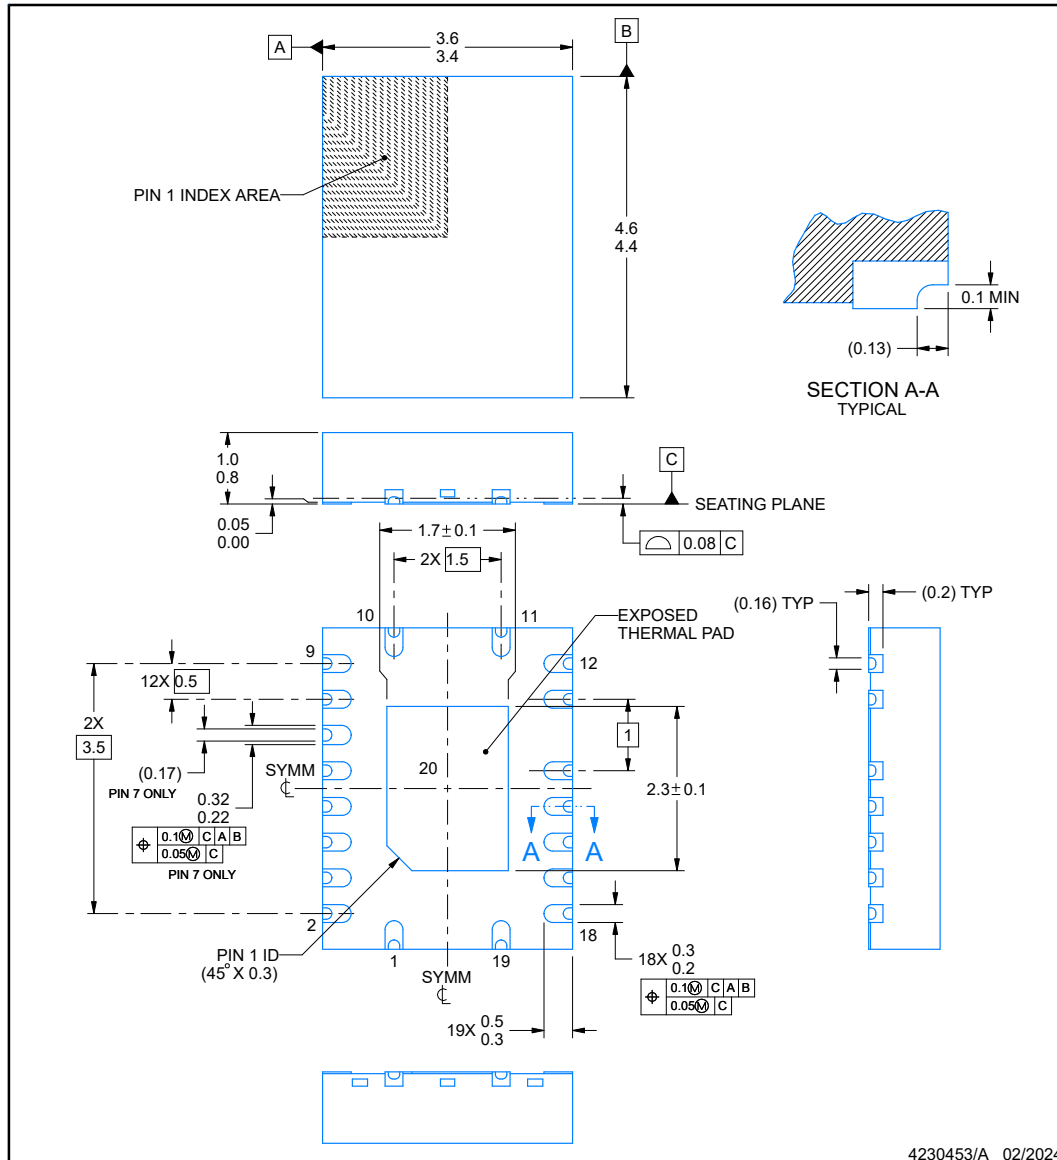 A
3.6
3.4
B
PIN 1 INDEX AREA
4.6
4.4
0.1 MIN
(0.13)
SECTION A-A
TYPICAL
1.0
0.8
C
SEATING PLANE
0.05
0.00
0.08 C
1.7± 0.1
2X 1.5
EXPOSED
THERMAL PAD
(0.16) TYP
(0.2) TYP
10
11
9
12
12X 0.5
2X
3.5
1
(0.17)
PIN 7 ONLY
SYMM
℄
20
2.3± 0.1
0.32
0.22
⌖ 0.1Ⓜ C A B
0.05Ⓜ C
PIN 7 ONLY
A A
2
18
PIN 1 ID
(45° X 0.3)
1
19
SYMM
℄
18X 0.3
0.2
⌖ 0.1Ⓜ C A B
0.05Ⓜ C
19X 0.5
0.3
4230453/A 02/2024